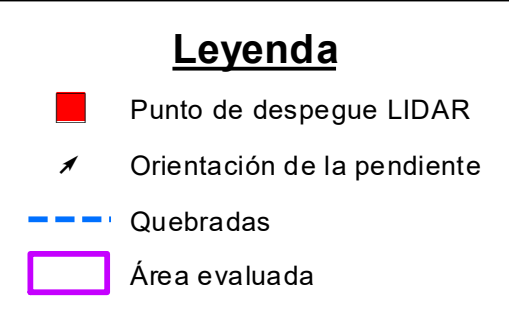 Leyenda
Punto de despegue LIDAR
Orientación de la pendiente
Quebradas
Área evaluada